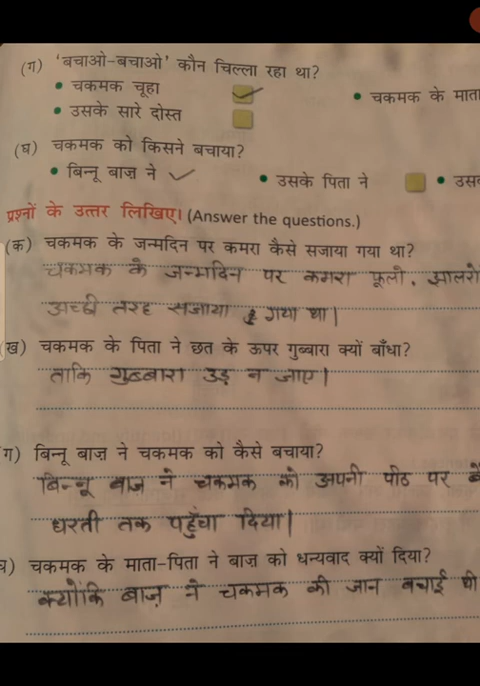 (ग) 'बचाओ-बचाओ' कौन चिल्ला रहा था?
• चकमक चूहा
• चकमक के माता
• उसके सारे दोस्त
(घ) चकमक को किसने बचाया?
• बिन्नू बाज़ ने
• उसके पिता ने
•
प्रश्नों के उत्तर लिखिए। (Answer the questions.)
(क) चकमक के जन्मदिन पर कमरा कैसे सजाया गया था?
चकमक के जन्मदिन पर कमरा फूलो, झालरो
अच्छी तरह सजाया गया था।
(ख) चकमक के पिता ने छत के ऊपर गुब्बारा क्यों बाँधा?
ताकि गुब्बारा उड़ न जाए।
ग) बिन्नू बाज़ ने चकमक को कैसे बचाया?
बिन्नू बाज़ ने चकमक को अपनी पीठ पर
धरती तक पहुँचा दिया।
घ) चकमक के माता-पिता ने बाज़ को धन्यवाद क्यों दिया?
क्योंकि बाज़ ने चकमक की जान बचाई थी